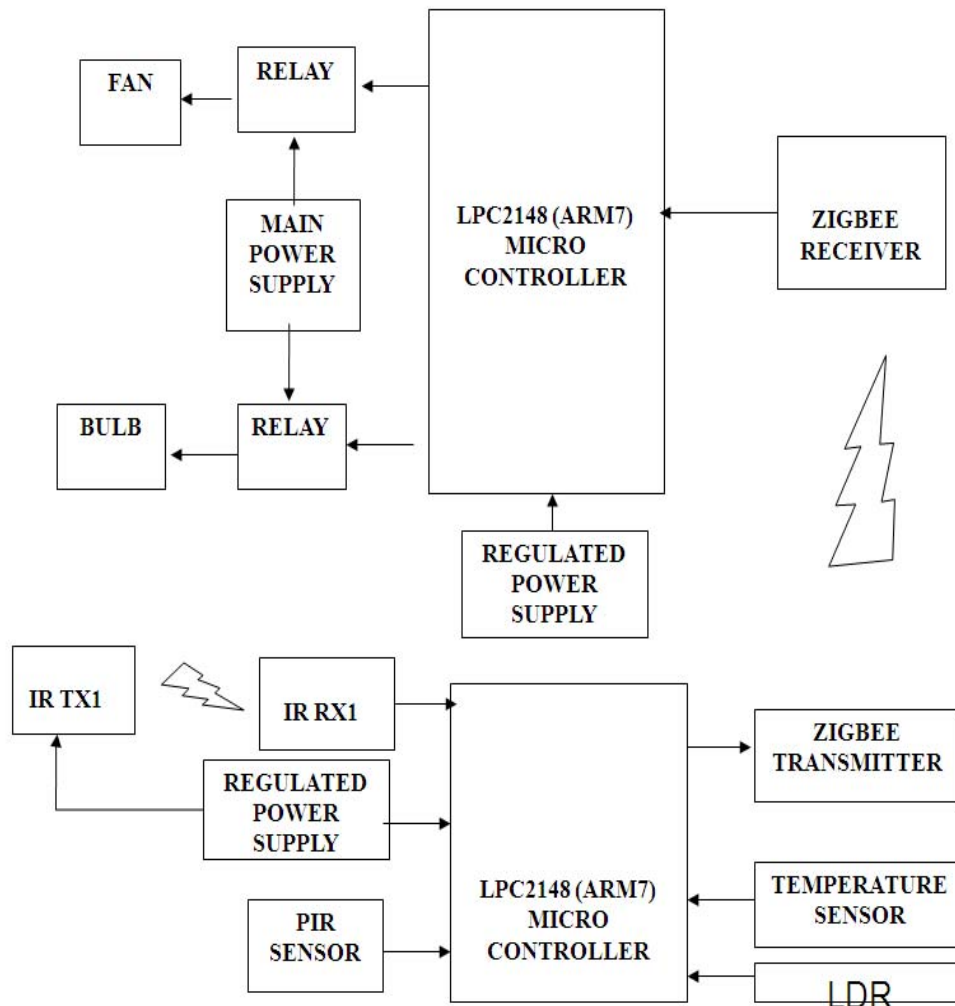 FAN
RELAY
MAIN
POWER
SUPPLY
BULB
RELAY
LPC2148 (ARM7)
MICRO
CONTROLLER
ZIGBEE
RECEIVER
REGULATED
POWER
SUPPLY
IR TX1
IR RX1
REGULATED
POWER
SUPPLY
PIR
SENSOR
LPC2148 (ARM7)
MICRO
CONTROLLER
ZIGBEE
TRANSMITTER
TEMPERATURE
SENSOR
LDR